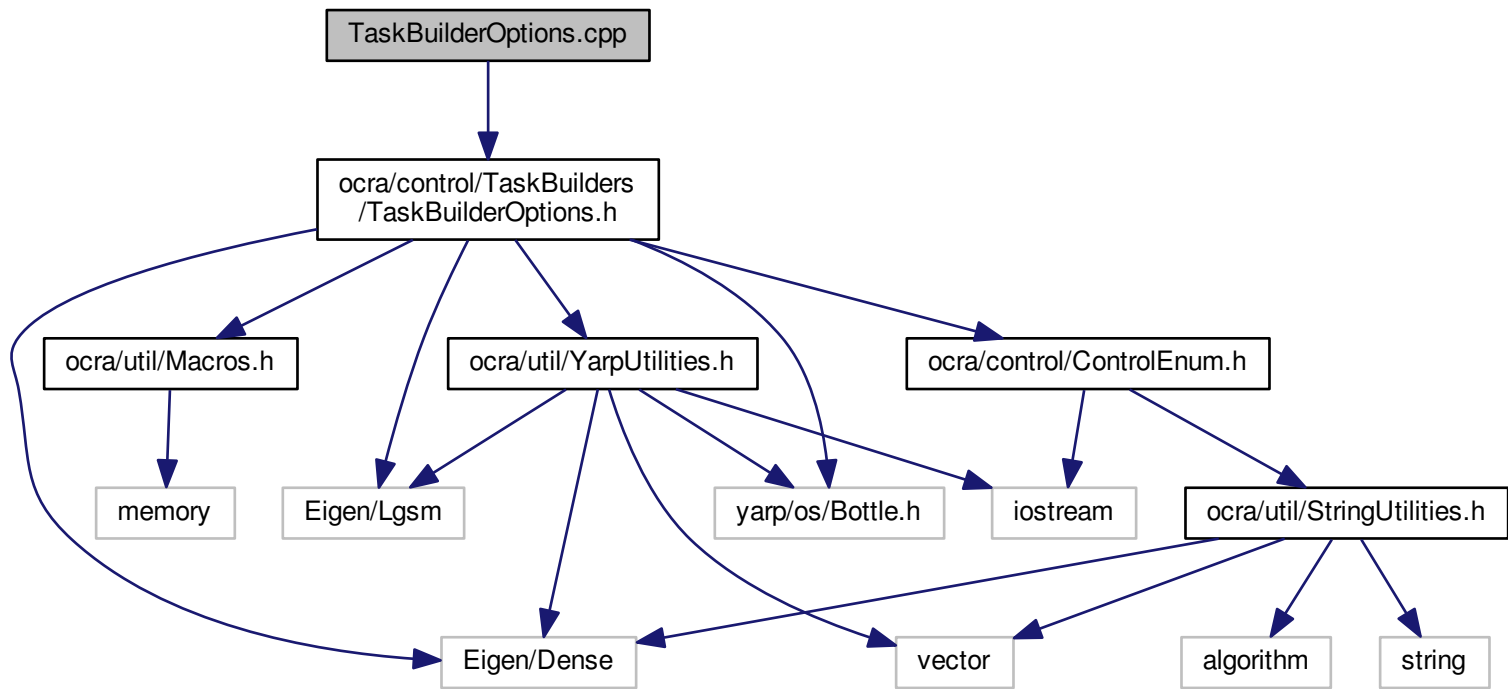 TaskBuilderOptions.cpp
ocra/control/TaskBuilders
/TaskBuilderOptions.h
ocra/util/Macros.h
ocra/util/YarpUtilities.h
ocra/control/ControlEnum.h
memory
Eigen/Lgsm
yarp/os/Bottle.h
iostream
ocra/util/StringUtilities.h
Eigen/Dense
vector
algorithm
string